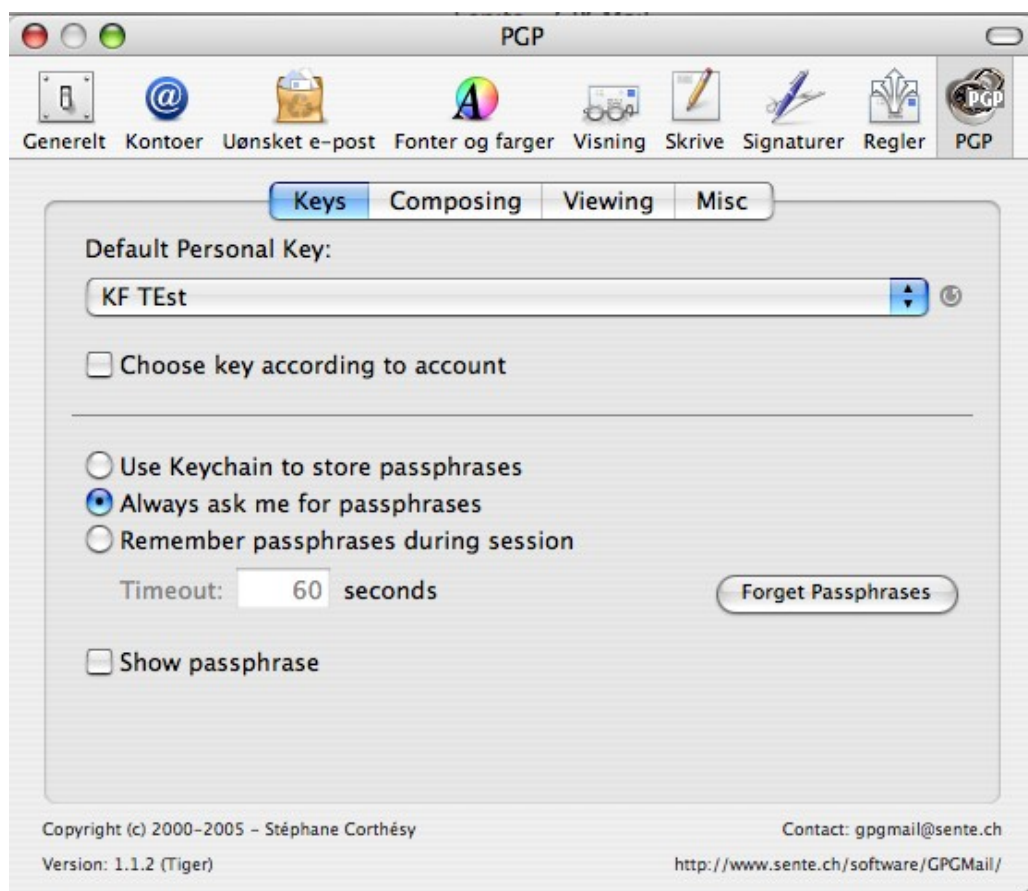 PGP
Generelt Kontoer Uønsket e-post Fonter og farger Visning Skrive Signaturer Regler PGP
Keys Composing Viewing Misc
Default Personal Key:
KF TEst
Choose key according to account
Use Keychain to store passphrases
Always ask me for passphrases
Remember passphrases during session
Timeout: 60 seconds Forget Passphrases
Show passphrase
Copyright (c) 2000-2005 - Stéphane Corthésy Contact: gpgmail@sente.ch
Version: 1.1.2 (Tiger) http://www.sente.ch/software/GPGMail/